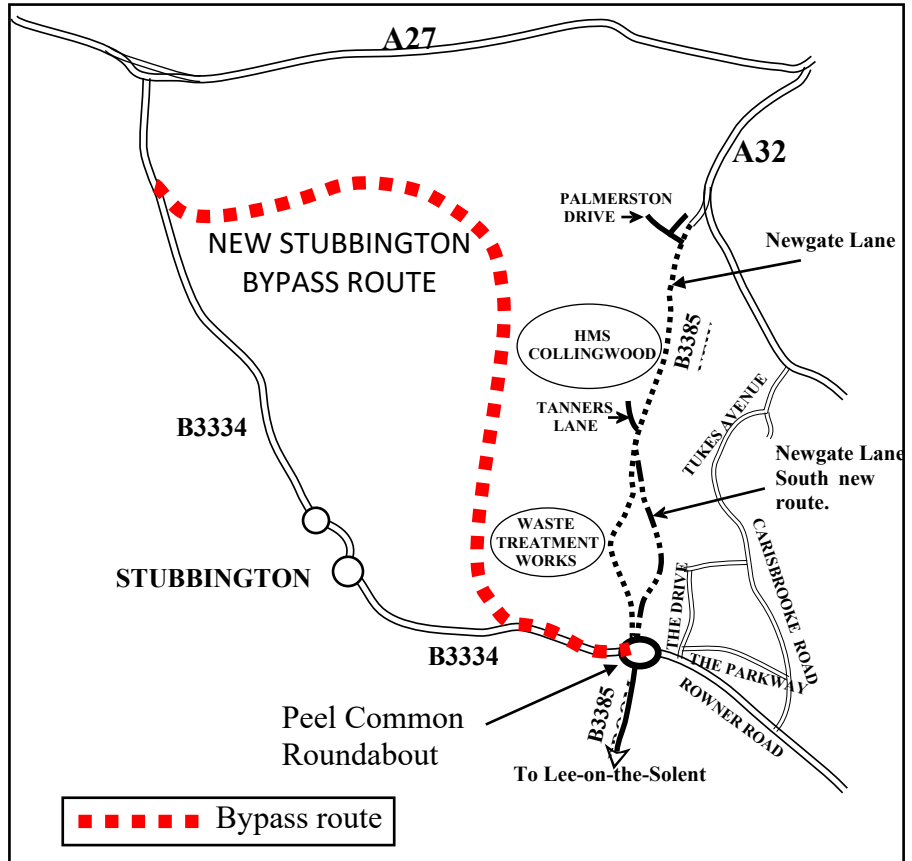 A27
A32
PALMERSTON
DRIVE
Newgate Lane
NEW STUBBINGTON
BYPASS ROUTE
HMS
COLLINGWOOD
B3385
TANNERS
LANE
TUKES AVENUE
B3334
Newgate Lane
South new
route.
WASTE
TREATMENT
WORKS
CARISBROOKE ROAD
STUBBINGTON
THE DRIVE
B3334
THE PARKWAY
ROWNER ROAD
Peel Common
Roundabout
B3385
To Lee-on-the-Solent
Bypass route